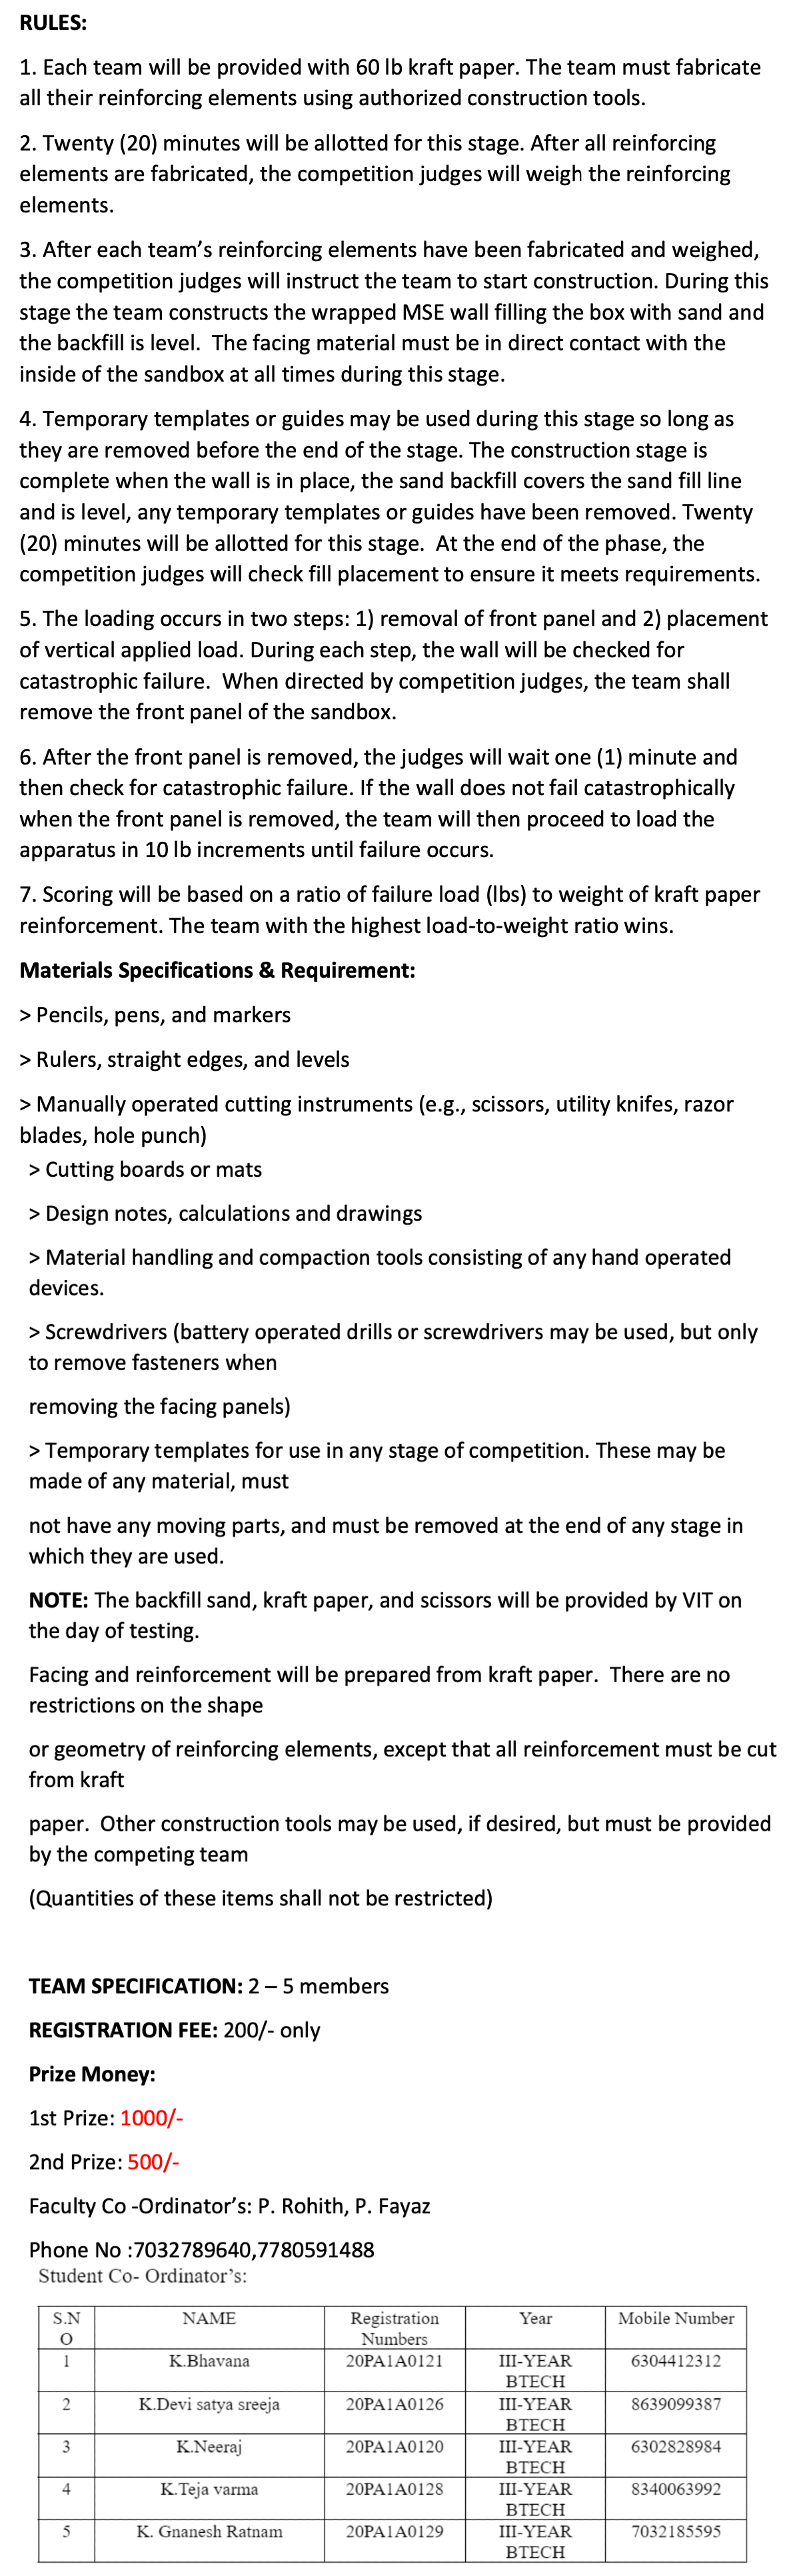 RULES:
1. Each team will be provided with 60 lb kraft paper. The team must fabricate
all their reinforcing elements using authorized construction tools.
2. Twenty (20) minutes will be allotted for this stage. After all reinforcing
elements are fabricated, the competition judges will weigh the reinforcing
elements.
3. After each team’s reinforcing elements have been fabricated and weighed,
the competition judges will instruct the team to start construction. During this
stage the team constructs the wrapped MSE wall filling the box with sand and
the backfill is level.  The facing material must be in direct contact with the
inside of the sandbox at all times during this stage.
4. Temporary templates or guides may be used during this stage so long as
they are removed before the end of the stage. The construction stage is
complete when the wall is in place, the sand backfill covers the sand fill line
and is level, any temporary templates or guides have been removed. Twenty
(20) minutes will be allotted for this stage.  At the end of the phase, the
competition judges will check fill placement to ensure it meets requirements.
5. The loading occurs in two steps: 1) removal of front panel and 2) placement
of vertical applied load. During each step, the wall will be checked for
catastrophic failure.  When directed by competition judges, the team shall
remove the front panel of the sandbox.
6. After the front panel is removed, the judges will wait one (1) minute and
then check for catastrophic failure. If the wall does not fail catastrophically
when the front panel is removed, the team will then proceed to load the
apparatus in 10 lb increments until failure occurs.
7. Scoring will be based on a ratio of failure load (lbs) to weight of kraft paper
reinforcement. The team with the highest load-to-weight ratio wins.
Materials Specifications & Requirement:
> Pencils, pens, and markers
> Rulers, straight edges, and levels
> Manually operated cutting instruments (e.g., scissors, utility knifes, razor
blades, hole punch)
> Cutting boards or mats
> Design notes, calculations and drawings
> Material handling and compaction tools consisting of any hand operated
devices.
> Screwdrivers (battery operated drills or screwdrivers may be used, but only
to remove fasteners when
removing the facing panels)
> Temporary templates for use in any stage of competition. These may be
made of any material, must
not have any moving parts, and must be removed at the end of any stage in
which they are used.
NOTE: The backfill sand, kraft paper, and scissors will be provided by VIT on
the day of testing.
Facing and reinforcement will be prepared from kraft paper.  There are no
restrictions on the shape
or geometry of reinforcing elements, except that all reinforcement must be cut
from kraft
paper.  Other construction tools may be used, if desired, but must be provided
by the competing team
(Quantities of these items shall not be restricted)
TEAM SPECIFICATION: 2 – 5 members
REGISTRATION FEE: 200/- only
Prize Money:
1st Prize: 1000/-
2nd Prize: 500/-
Faculty Co -Ordinator’s: P. Rohith, P. Fayaz
Phone No :7032789640,7780591488
Student Co- Ordinator’s:
S.N O NAME Registration Numbers Year Mobile Number
1 K.Bhavana 20PA1A0121 III-YEAR BTECH 6304412312
2 K.Devi satya sreeja 20PA1A0126 III-YEAR BTECH 8639099387
3 K.Neeraj 20PA1A0120 III-YEAR BTECH 6302828984
4 K.Teja varma 20PA1A0128 III-YEAR BTECH 8340063992
5 K. Gnanesh Ratnam 20PA1A0129 III-YEAR BTECH 7032185595